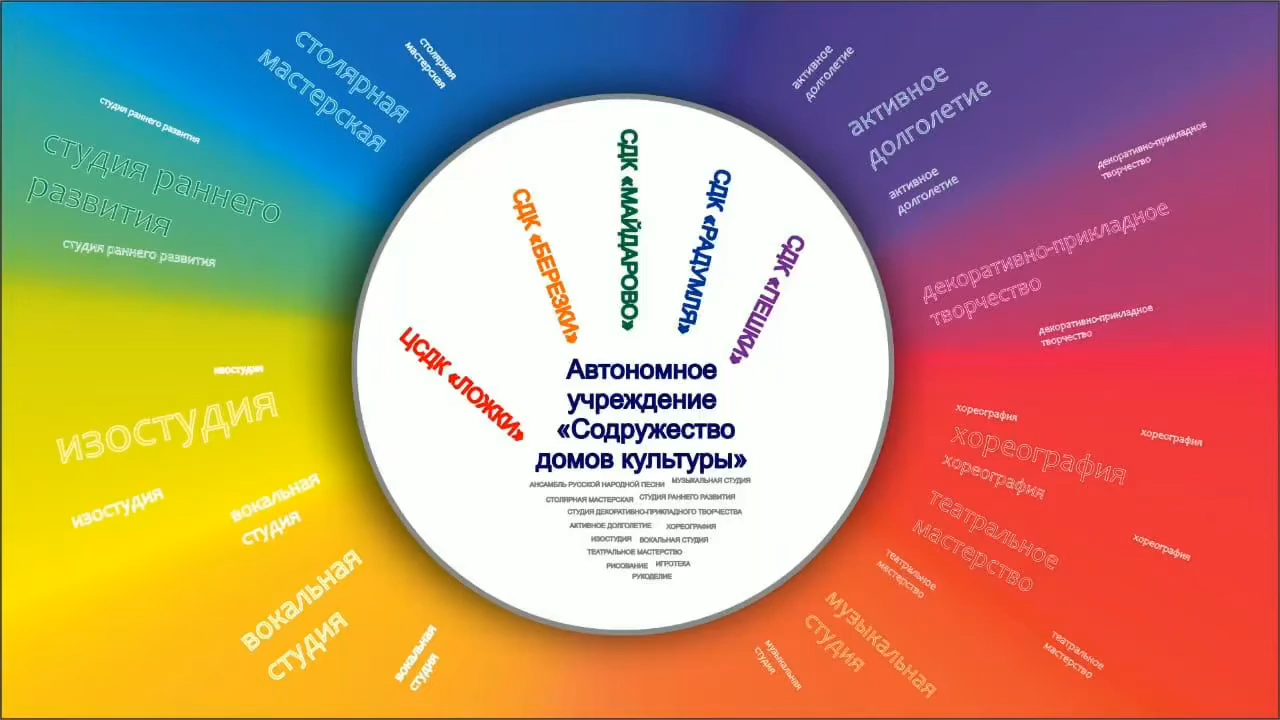 столярная
мастерская
столярная
мастерская
студия раннего развития
студия раннего
развития
студия раннего развития
изостудия
изостудия
изостудия
вокальная
студия
вокальная
студия
вокальная
студия
ЦСДК «ЛОЖКИ»
СДК «БЕРЕЗКИ»
СДК «МАЙДАРОВО»
СДК «РАДУМЛЯ»
СДК «ПЕШКИ»
Автономное
учреждение
«Содружество
домов культуры»
АНСАМБЛЬ РУССКОЙ НАРОДНОЙ ПЕСНИ МУЗЫКАЛЬНАЯ СТУДИЯ
СТОЛЯРНАЯ МАСТЕРСКАЯ СТУДИЯ РАННЕГО РАЗВИТИЯ
СТУДИЯ ДЕКОРАТИВНО-ПРИКЛАДНОГО ТВОРЧЕСТВА
АКТИВНОЕ ДОЛГОЛЕТИЕ ХОРЕОГРАФИЯ
ИЗОСТУДИЯ ВОКАЛЬНАЯ СТУДИЯ
ТЕАТРАЛЬНОЕ МАСТЕРСТВО
РИСОВАНИЕ ИГРОТЕКА
РУКОДЕЛИЕ
активное
долголетие
активное
долголетие
активное
долголетие
декоративно-прикладное
творчество
декоративно-прикладное
творчество
декоративно-прикладное
творчество
хореография
хореография
хореография
хореография
хореография
театральное
мастерство
театральное
мастерство
театральное
мастерство
музыкальная
студия
музыкальная
студия